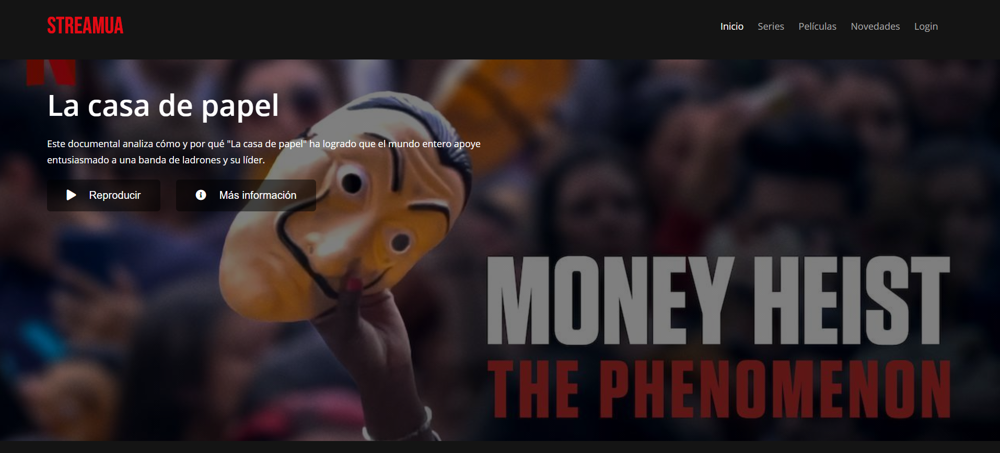 STREAMUA
Inicio Series Películas Novedades Login
La casa de papel
Este documental analiza cómo y por qué "La casa de papel" ha logrado que el mundo entero apoye
entusiasmado a una banda de ladrones y su líder.
Reproducir Más información
MONEY HEIST
THE PHENOMENON